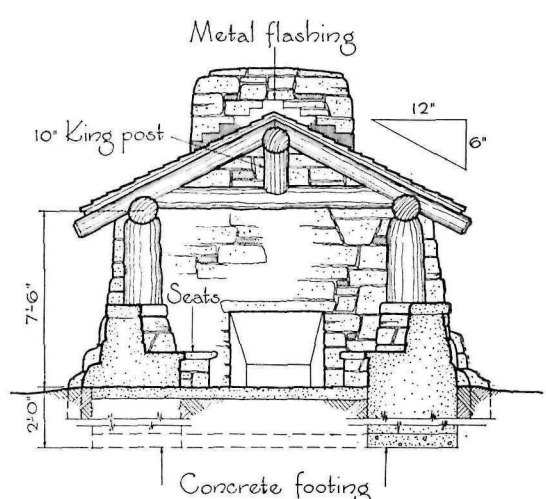 Metal flashing
12"
6"
10" King post
7'-6"
Seats
2'-0"
Concrete footing